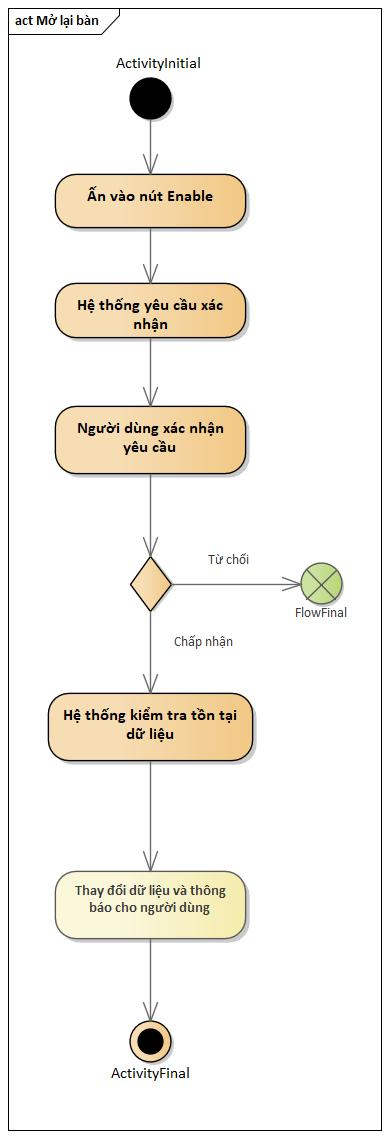 act Mở lại bàn
ActivityInitial
Ấn vào nút Enable
Hệ thống yêu cầu xác
nhận
Người dùng xác nhận
yêu cầu
Từ chối
FlowFinal
Chấp nhận
Hệ thống kiểm tra tồn tại
dữ liệu
Thay đổi dữ liệu và thông
báo cho người dùng
ActivityFinal